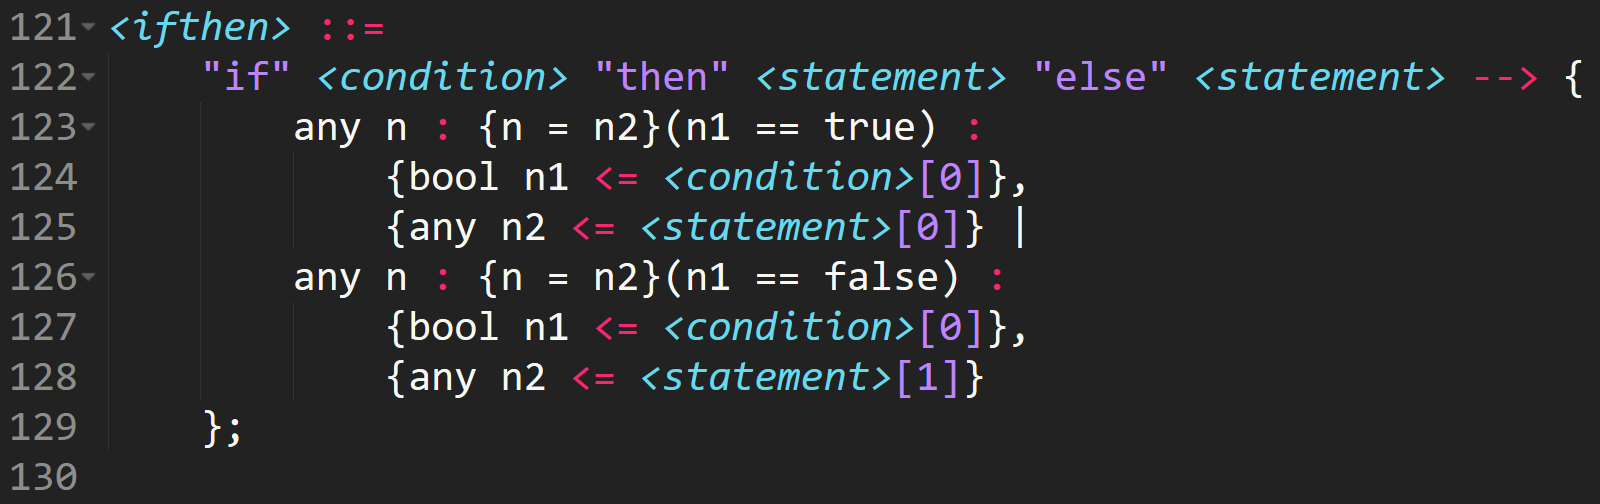 121 <ifthen> ::=
122 "if" <condition> "then" <statement> "else" <statement> --> {
123 any n : {n = n2}(n1 == true) :
124 {bool n1 <= <condition>[0]},
125 {any n2 <= <statement>[0]} |
126 any n : {n = n2}(n1 == false) :
127 {bool n1 <= <condition>[0]},
128 {any n2 <= <statement>[1]}
129 };
130